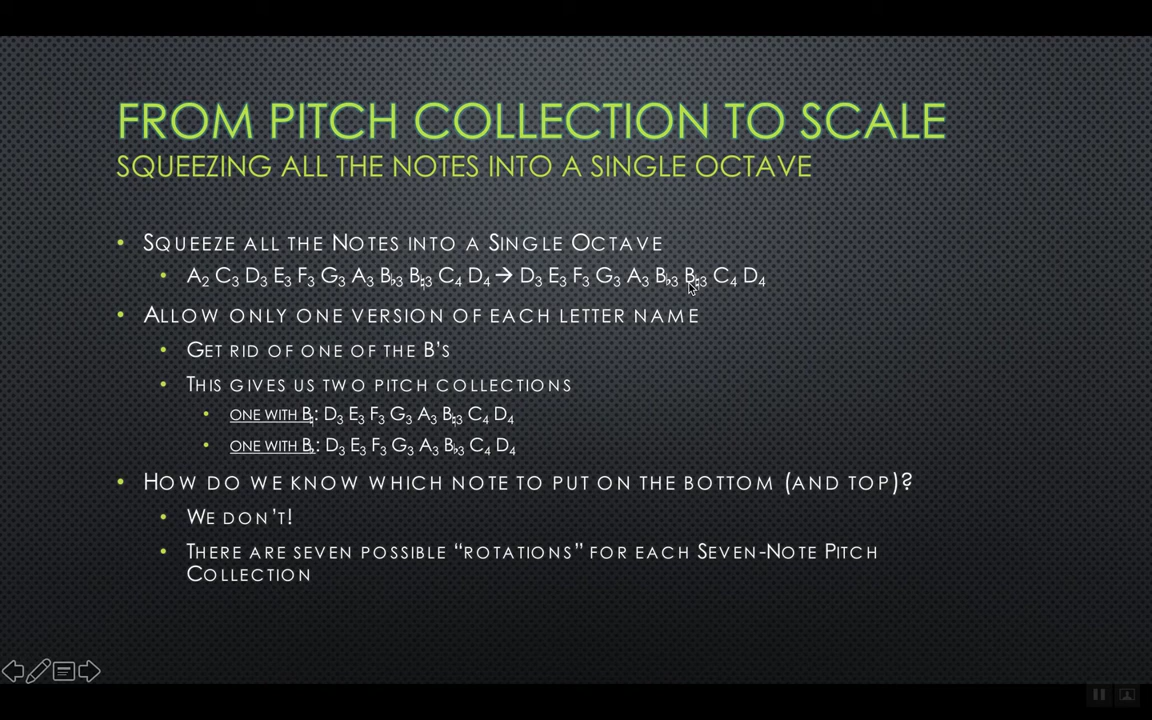 FROM PITCH COLLECTION TO SCALE
SQUEEZING ALL THE NOTES INTO A SINGLE OCTAVE
• SQUEEZE ALL THE NOTES INTO A SINGLE OCTAVE
• A2 C3 D3 E3 F3 G3 A3 B♭3 B♮3 C4 D4 → D3 E3 F3 G3 A3 B♭3 B♮3 C4 D4
• ALLOW ONLY ONE VERSION OF EACH LETTER NAME
• GET RID OF ONE OF THE B'S
• THIS GIVES US TWO PITCH COLLECTIONS
• ONE WITH B♮: D3 E3 F3 G3 A3 B♮3 C4 D4
• ONE WITH B♭: D3 E3 F3 G3 A3 B♭3 C4 D4
• HOW DO WE KNOW WHICH NOTE TO PUT ON THE BOTTOM (AND TOP)?
• WE DON'T!
• THERE ARE SEVEN POSSIBLE “ROTATIONS” FOR EACH SEVEN-NOTE PITCH
COLLECTION